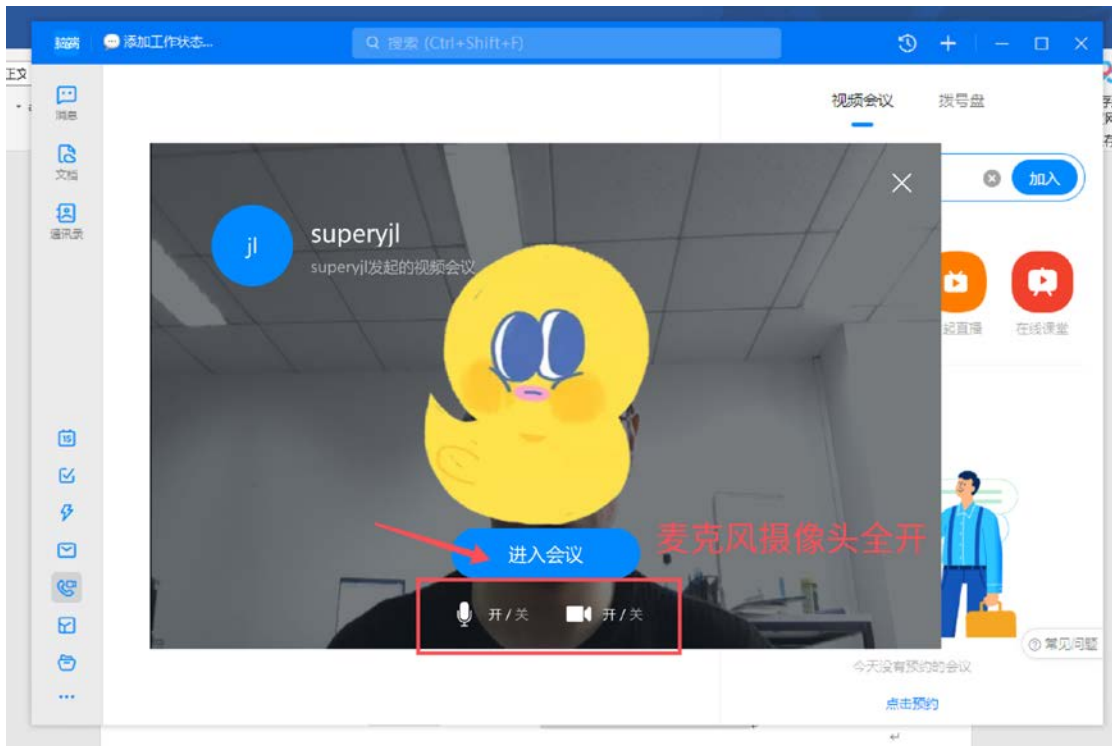 添加工作状态...
搜索 (Ctrl+Shift+F)
正文
消息
文档
通讯录
视频会议
拨号盘
加入
jl
superyjl
superyjl发起的视频会议
起直播
在线课堂
15
进入会议
麦克风摄像头全开
开/关
开/关
常见问题
今天没有预约的会议
点击预约